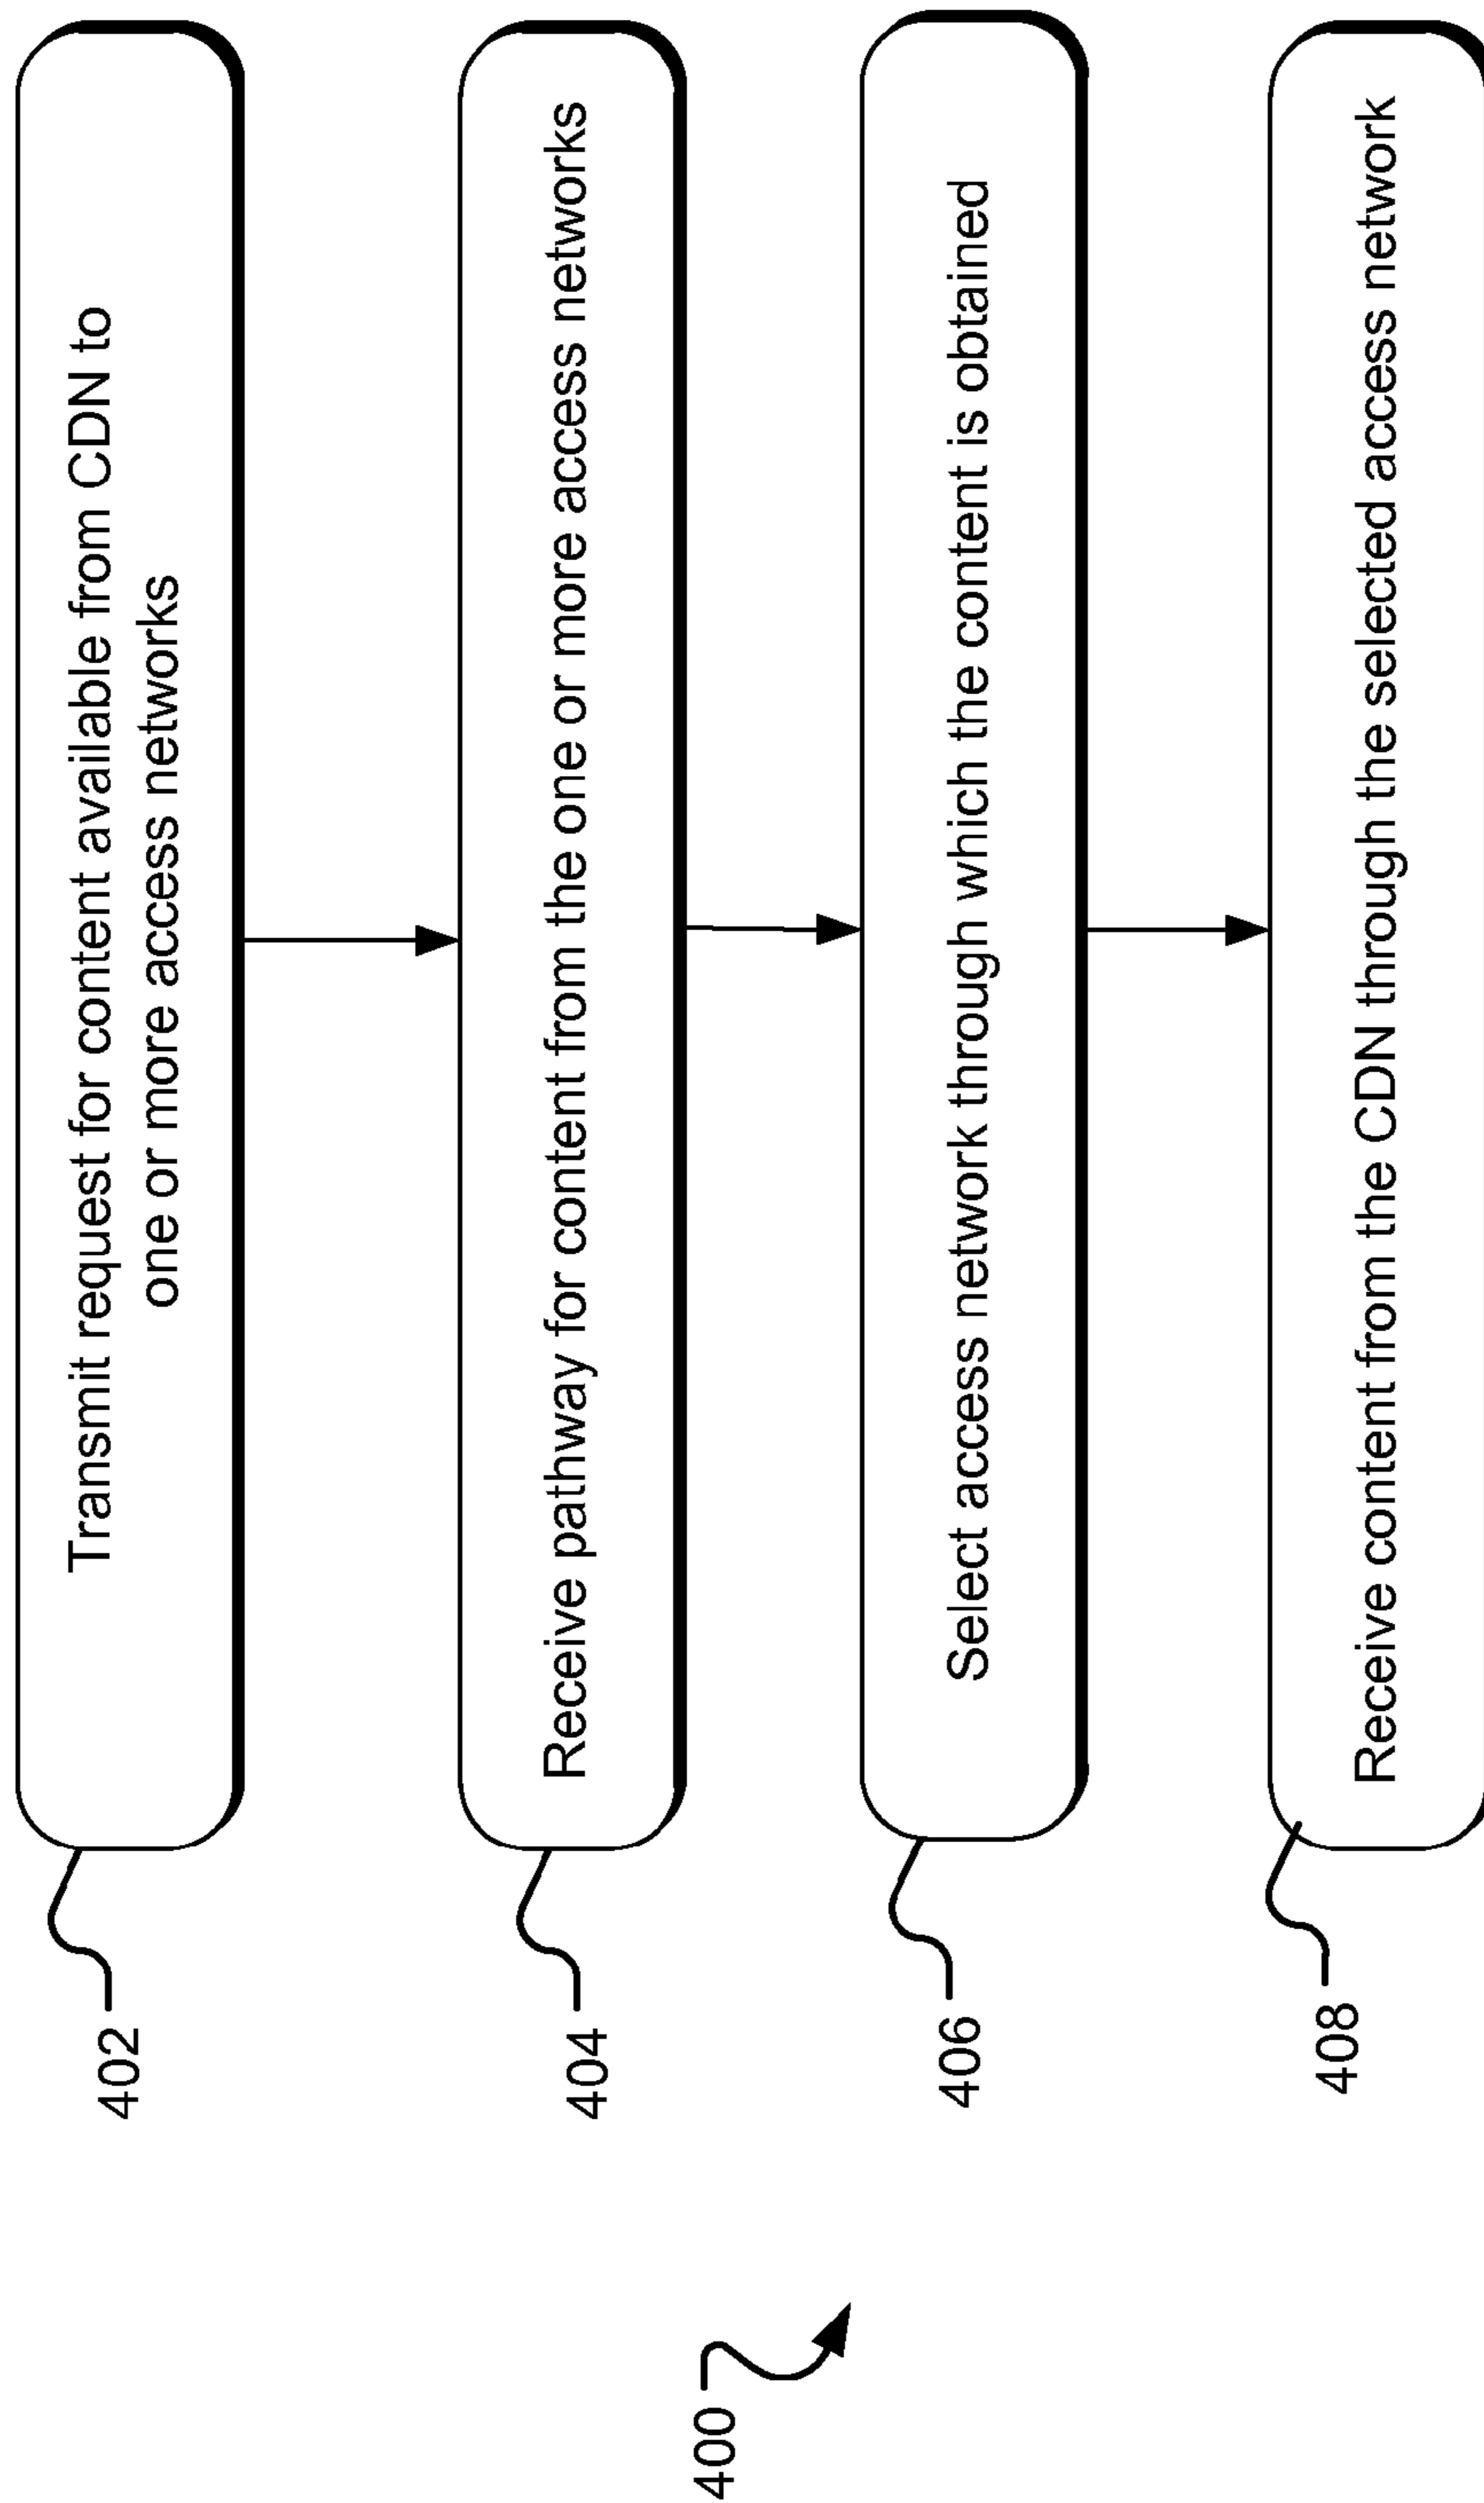 400
402
Transmit request for content available from CDN to
one or more access networks
404
Receive pathway for content from the one or more access networks
406
Select access network through which the content is obtained
408
Receive content from the CDN through the selected access network